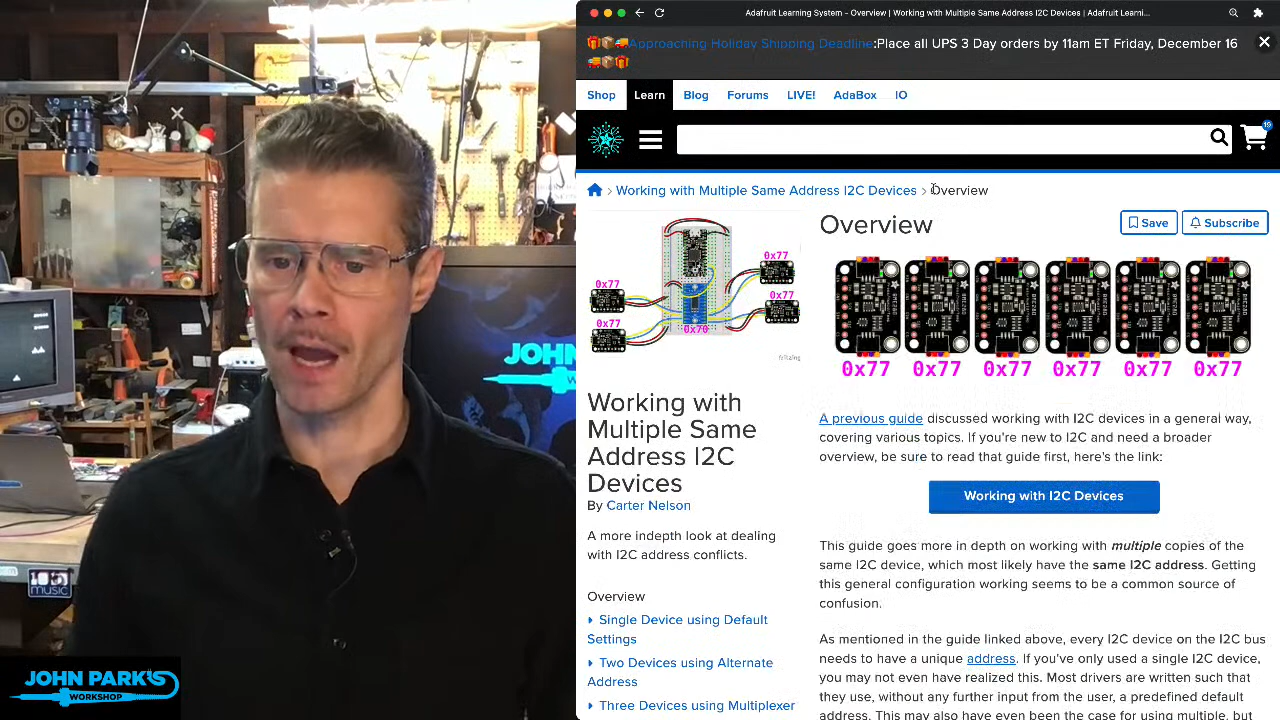 Adafruit Learning System - Overview | Working with Multiple Same Address I2C Devices | Adafruit Learni...
Approaching Holiday Shipping Deadline:Place all UPS 3 Day orders by 11am ET Friday, December 16
Shop Learn Blog Forums LIVE! AdaBox IO
19
Working with Multiple Same Address I2C Devices > Overview
Overview
Save Subscribe
0x77
0x77
0x77
0x77
0x70
fritzing
0x77 0x77 0x77 0x77 0x77 0x77
Working with
Multiple Same
Address I2C
Devices
By Carter Nelson
A more indepth look at dealing
with I2C address conflicts.
Overview
Single Device using Default
Settings
Two Devices using Alternate
Address
Three Devices using Multiplexer
A previous guide discussed working with I2C devices in a general way,
covering various topics. If you're new to I2C and need a broader
overview, be sure to read that guide first, here's the link:
Working with I2C Devices
This guide goes more in depth on working with multiple copies of the
same I2C device, which most likely have the same I2C address. Getting
this general configuration working seems to be a common source of
confusion.
As mentioned in the guide linked above, every I2C device on the I2C bus
needs to have a unique address. If you've only used a single I2C device,
you may not even have realized this. Most drivers are written such that
they use, without any further input from the user, a predefined default
address. This may also have even been the case for using multiple, but
JOHN
music
JOHN PARK'S
WORKSHOP